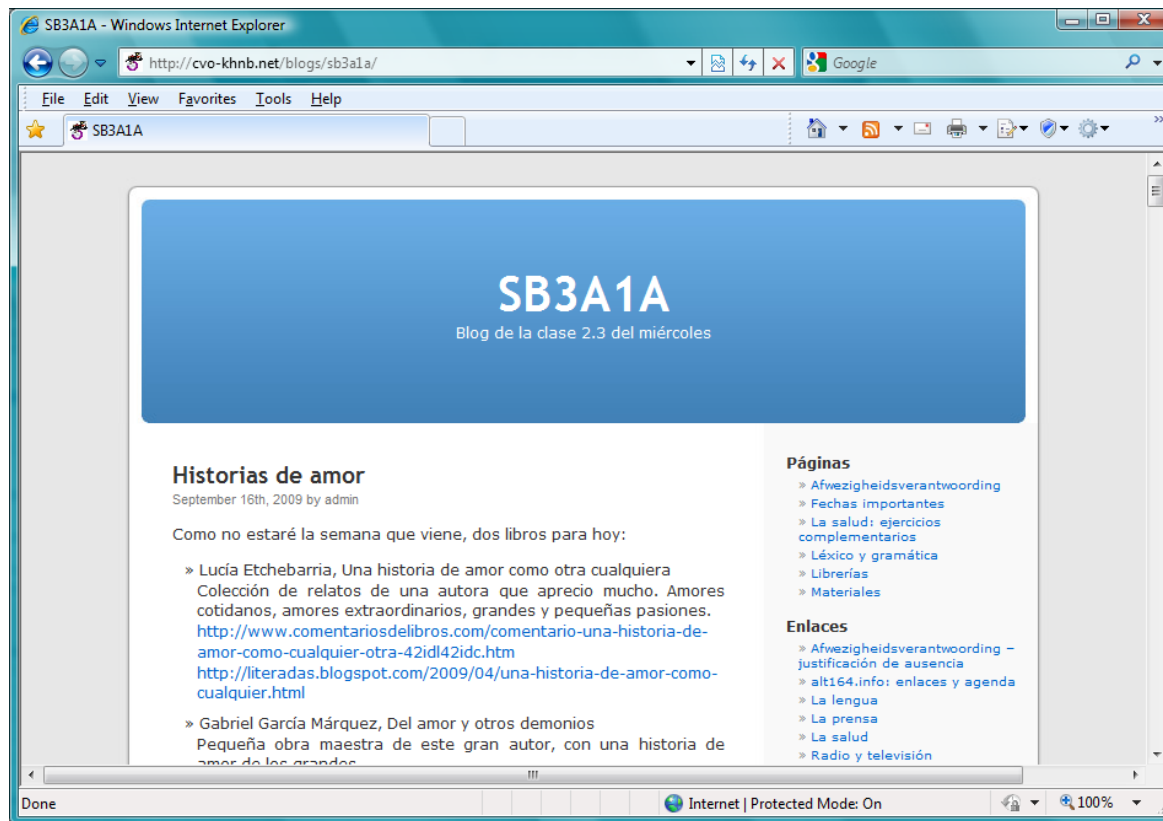 SB3A1A - Windows Internet Explorer
http://cvo-khnb.net/blogs/sb3a1a/
Google
File Edit View Favorites Tools Help
SB3A1A
SB3A1A
Blog de la clase 2.3 del miércoles
Historias de amor
September 16th, 2009 by admin
Como no estaré la semana que viene, dos libros para hoy:
» Lucía Etchebarria, Una historia de amor como otra cualquiera
Colección de relatos de una autora que aprecio mucho. Amores
cotidanos, amores extraordinarios, grandes y pequeñas pasiones.
http://www.comentariosdelibros.com/comentario-una-historia-de-
amor-como-cualquier-otra-42idl42idc.htm
http://literadas.blogspot.com/2009/04/una-historia-de-amor-como-
cualquier.html
» Gabriel García Márquez, Del amor y otros demonios
Pequeña obra maestra de este gran autor, con una historia de
amor de los grandes
Páginas
» Afwezigheidsverantwoording
» Fechas importantes
» La salud: ejercicios
complementarios
» Léxico y gramática
» Librerías
» Materiales
Enlaces
» Afwezigheidsverantwoording –
justificación de ausencia
» alt164.info: enlaces y agenda
» La lengua
» La prensa
» La salud
» Radio y televisión
Done
Internet | Protected Mode: On
100%